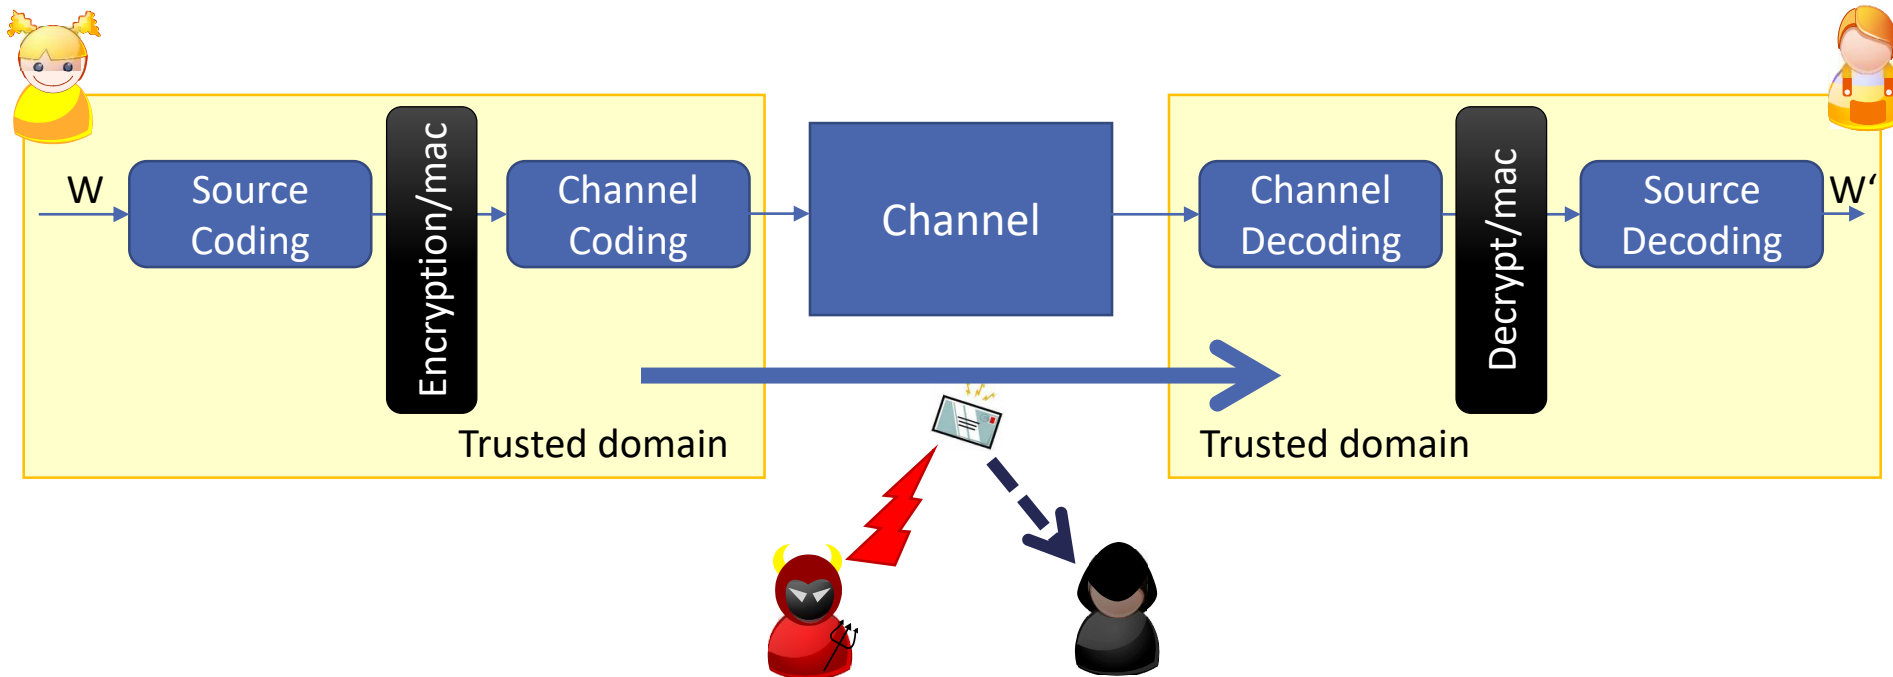 W
Source
Coding
Encryption/mac
Channel
Coding
Trusted domain
Channel
Channel
Decoding
Decrypt/mac
Source
Decoding
W‘
Trusted domain